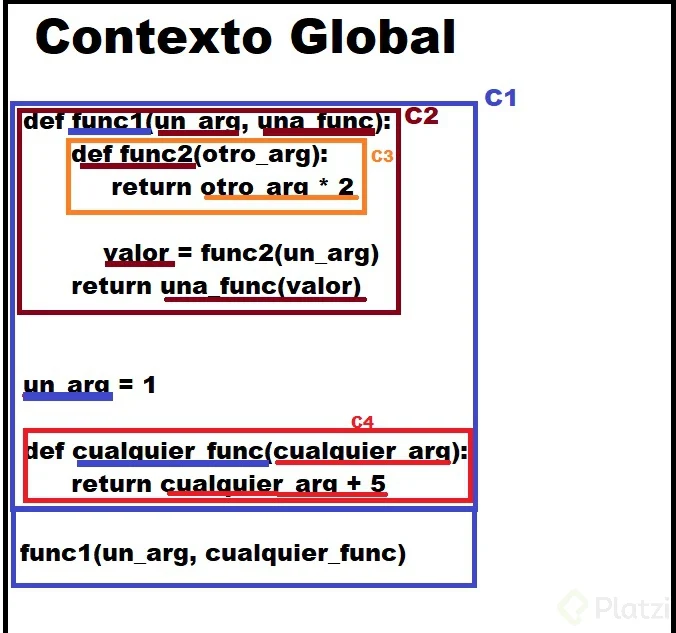 Contexto Global
C1
def func1(un_arg, una_func): C2
def func2(otro_arg): C3
return otro_arg * 2
valor = func2(un_arg)
return una_func(valor)
un_arg = 1
C4
def cualquier_func(cualquier_arg):
return cualquier_arg + 5
func1(un_arg, cualquier_func)
Platzi